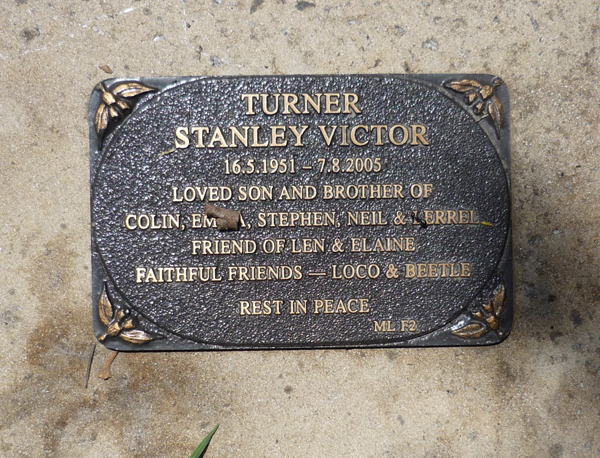 TURNER
STANLEY VICTOR
16.5.1951 – 7.8.2005
LOVED SON AND BROTHER OF
COLIN, STEPHEN, NEIL &
FRIEND OF LEN & ELAINE
FAITHFUL FRIENDS — LOCO & BEETLE
REST IN PEACE
ML F2